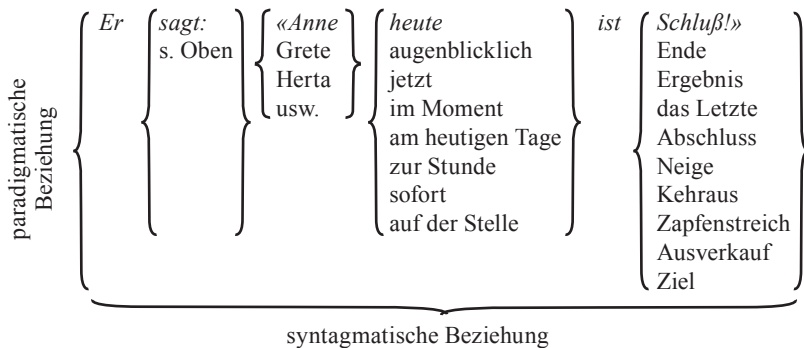 Er sagt: «Anne heute ist Schluß!»
s. Oben Grete augenblicklich Ende
Herta jetzt Ergebnis
usw. im Moment das Letzte
am heutigen Tage Abschluss
zur Stunde Neige
sofort Kehraus
auf der Stelle Zapfenstreich
Ausverkauf
Ziel
paradigmatische
Beziehung
syntagmatische Beziehung